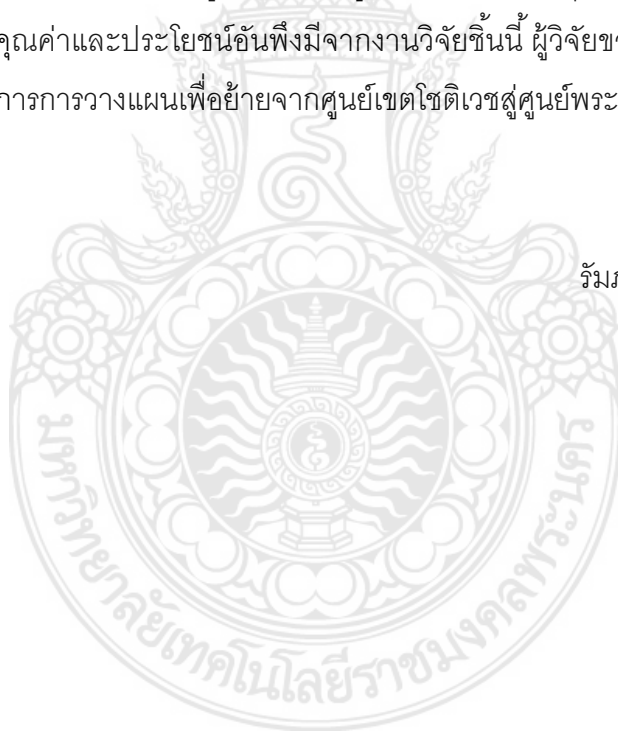 คุณค่าและประโยชน์อันพึงมีจากงานวิจัยชิ้นนี้ ผู้วิจัย
การการวางแผนเพื่อย้ายจากศูนย์เขตโชติเวชสู่ศูนย์พระ
มหาวิทยาลัยเทคโนโลยีราชมงคลพระนคร